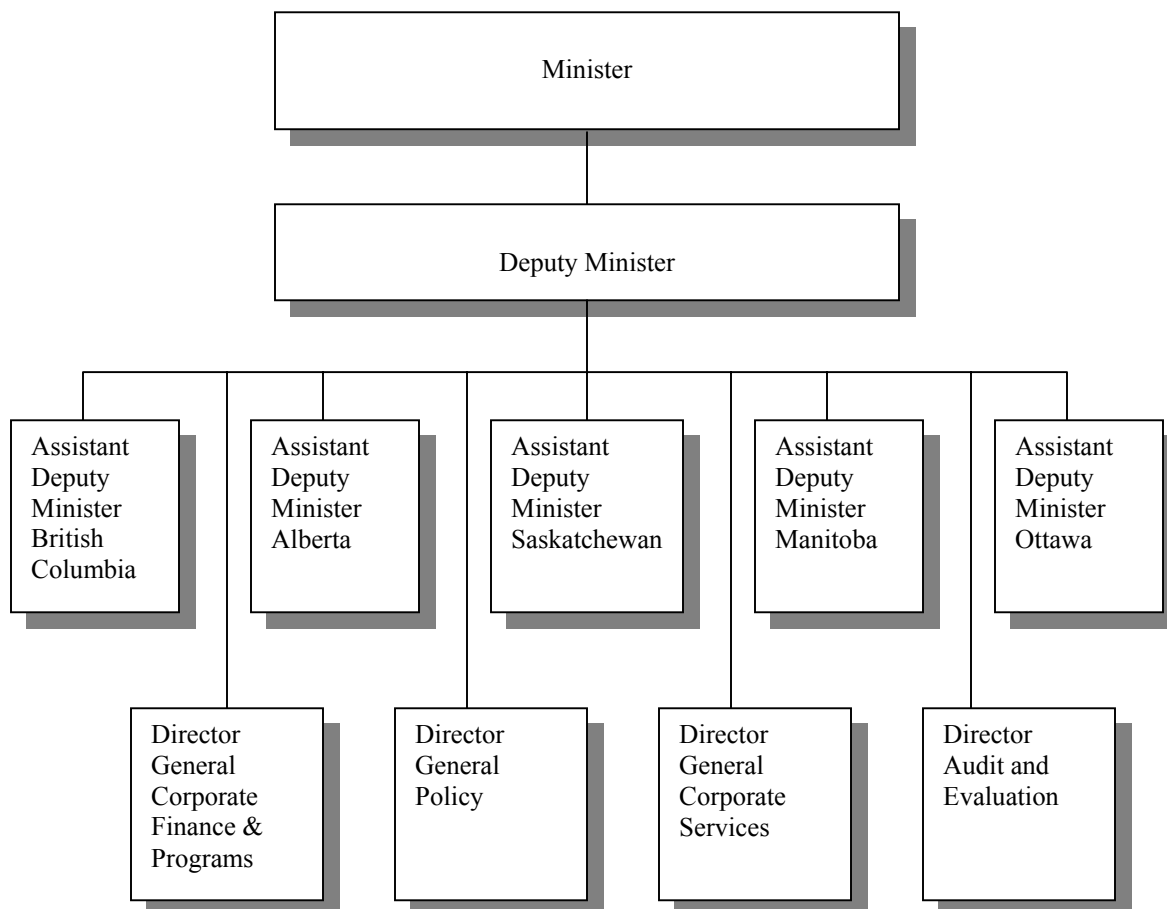 Minister
Deputy Minister
Assistant
Deputy
Minister
British
Columbia
Assistant
Deputy
Minister
Alberta
Assistant
Deputy
Minister
Saskatchewan
Assistant
Deputy
Minister
Manitoba
Assistant
Deputy
Minister
Ottawa
Director
General
Corporate
Finance &
Programs
Director
General
Policy
Director
General
Corporate
Services
Director
Audit and
Evaluation